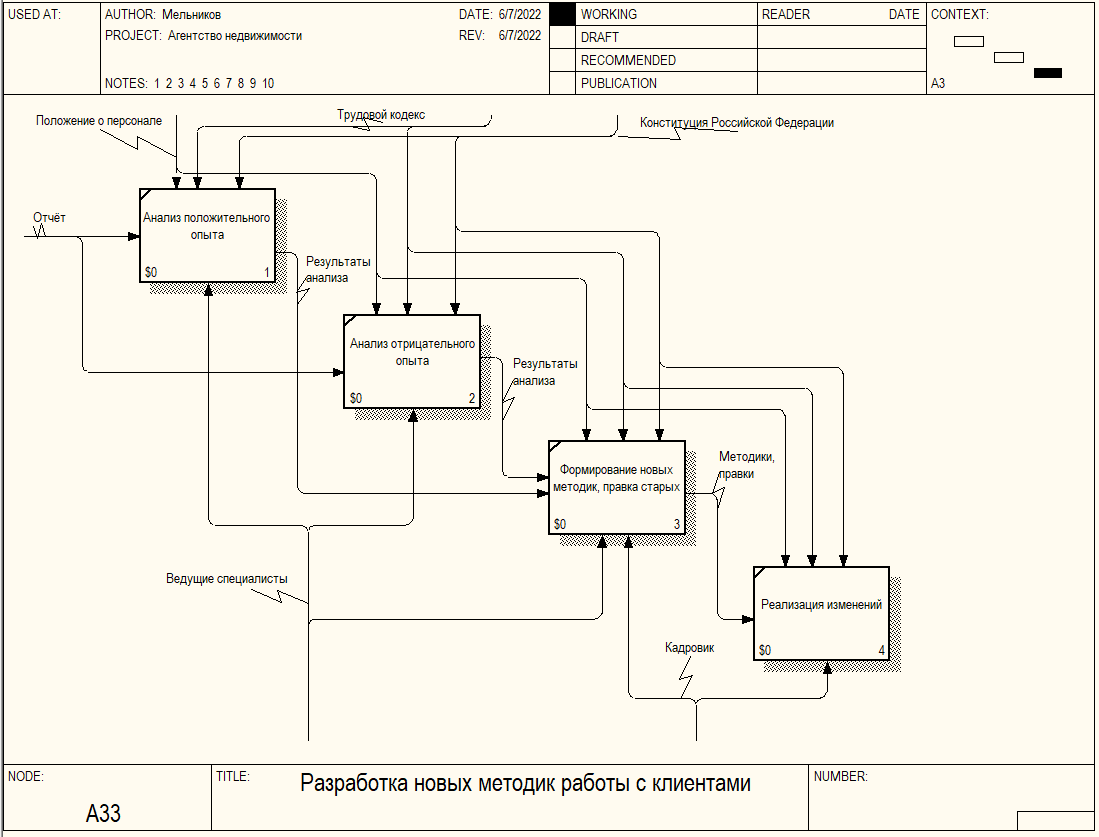 USED AT:
AUTHOR: Мельников
DATE: 6/7/2022
WORKING
READER
DATE
CONTEXT:
PROJECT: Агентство недвижимости
REV: 6/7/2022
DRAFT
RECOMMENDED
NOTES: 1 2 3 4 5 6 7 8 9 10
PUBLICATION
A3
Положение о персонале
Трудовой кодекс
Конституция Российской Федерации
Отчёт
Анализ положительного
опыта
$0
1
Результаты
анализа
Анализ отрицательного
опыта
$0
2
Результаты
анализа
Формирование новых
методик, правка старых
$0
3
Методики,
правки
Ведущие специалисты
Реализация изменений
$0
4
Кадровик
NODE:
A33
TITLE:
Разработка новых методик работы с клиентами
NUMBER: